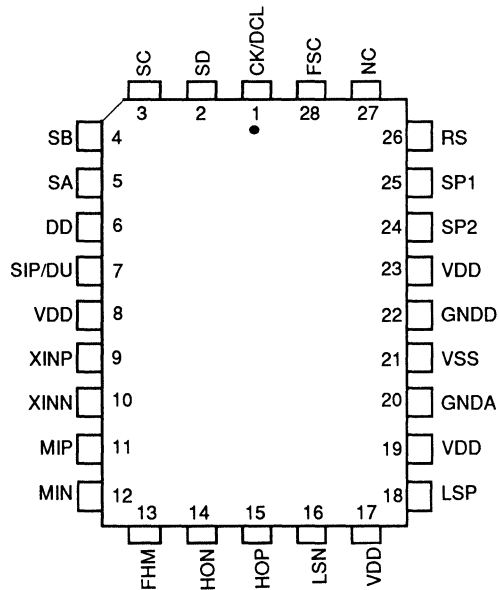 SC SD CK/DCL FSC NC
3 2 1 28 27
SB 4 26 RS
SA 5 25 SP1
DD 6 24 SP2
SIP/DU 7 23 VDD
VDD 8 22 GNDD
XINP 9 21 VSS
XINN 10 20 GNDA
MIP 11 19 VDD
MIN 12 18 LSP
13 14 15 16 17
FHM HON HOP LSN VDD